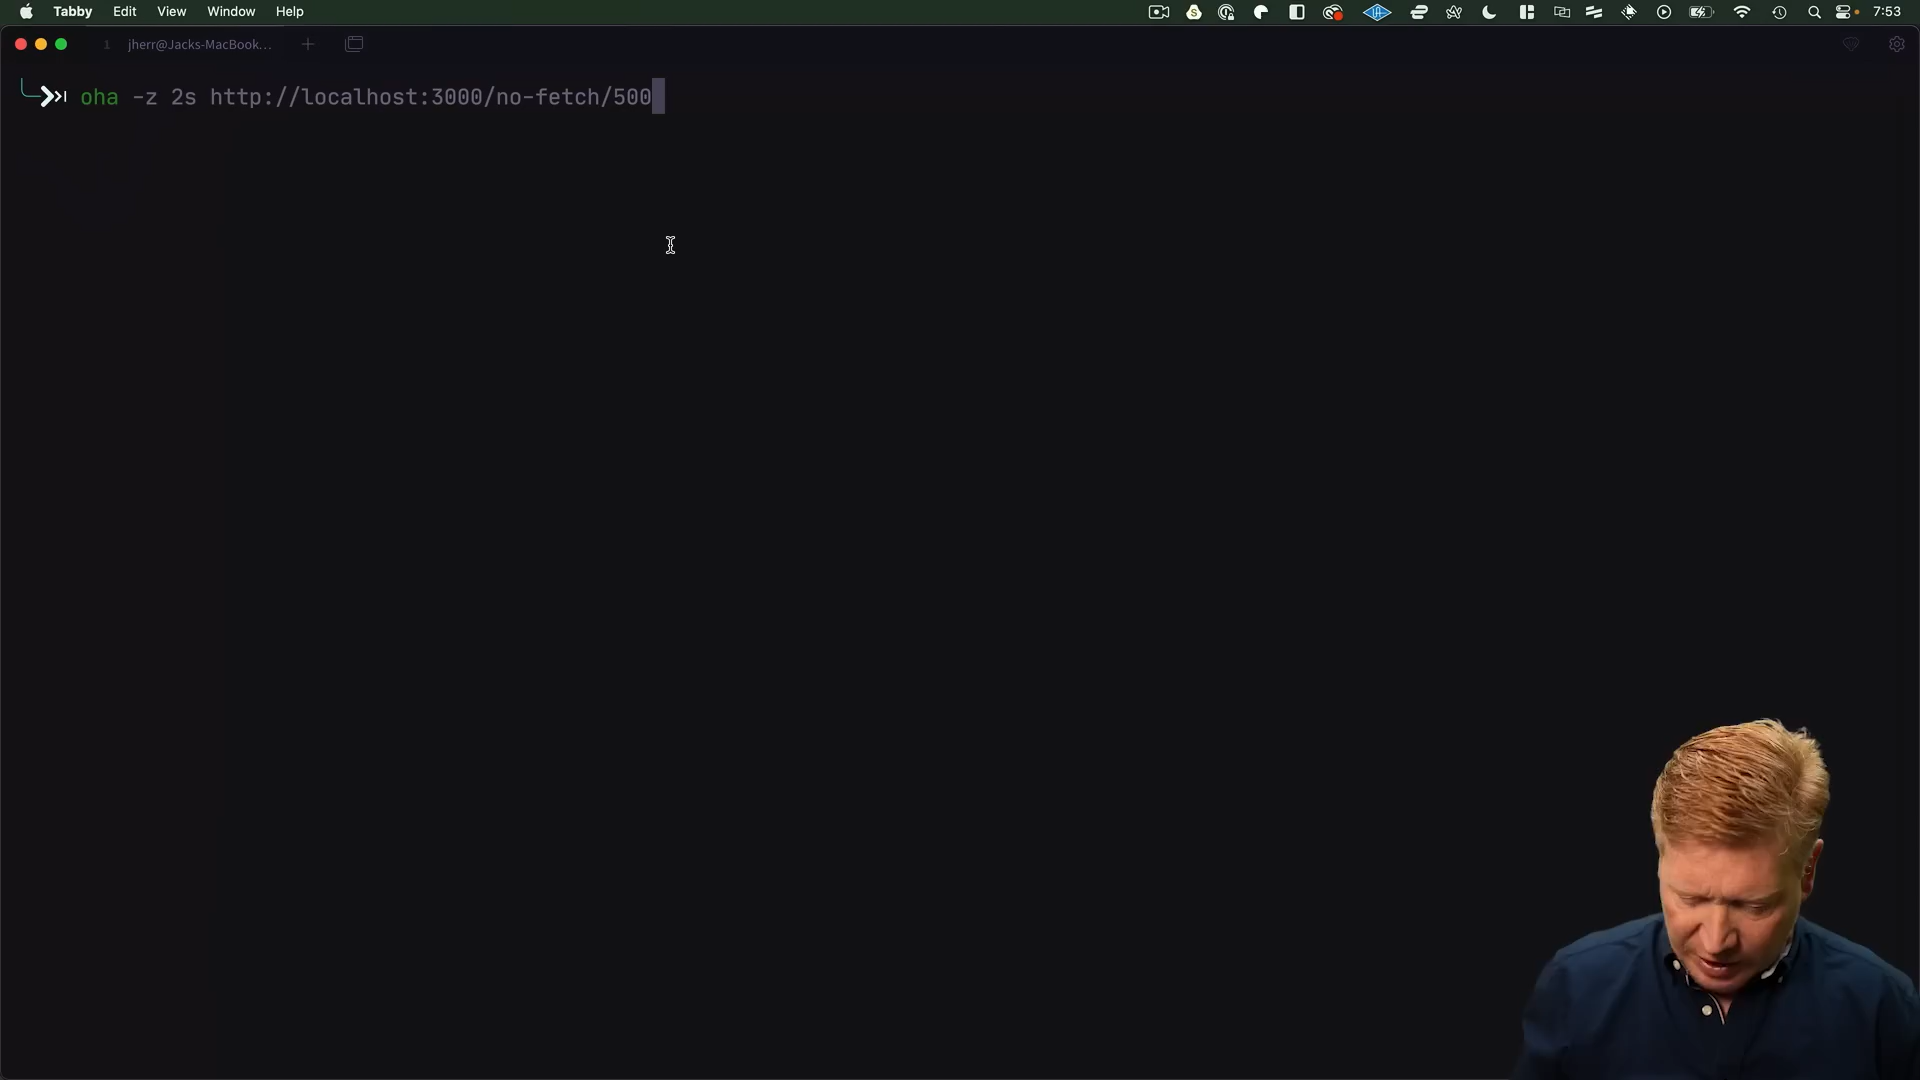 Tabby Edit View Window Help 7:53
1 jherr@Jacks-MacBook...
oha -z 2s http://localhost:3000/no-fetch/500